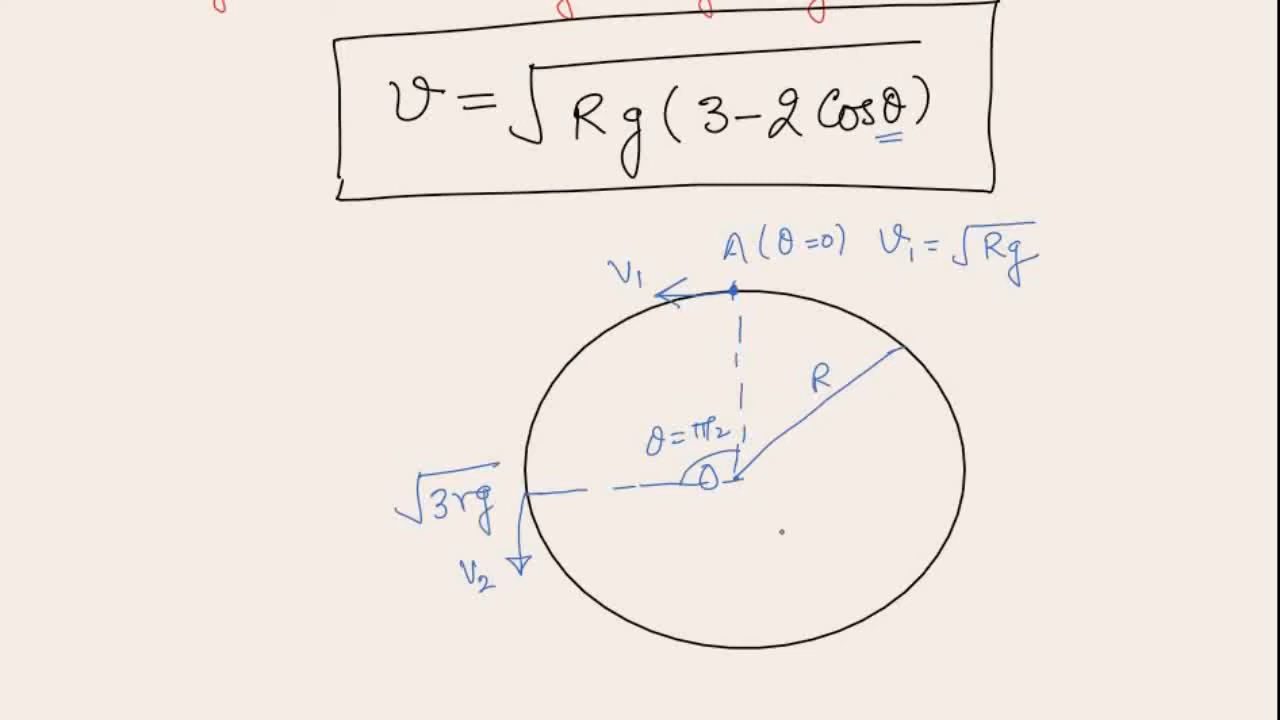 v = √Rg(3-2Cosθ)
A(θ=0) v₁ = √Rg
V₁
R
θ=π/2
θ
√3rg
V₂